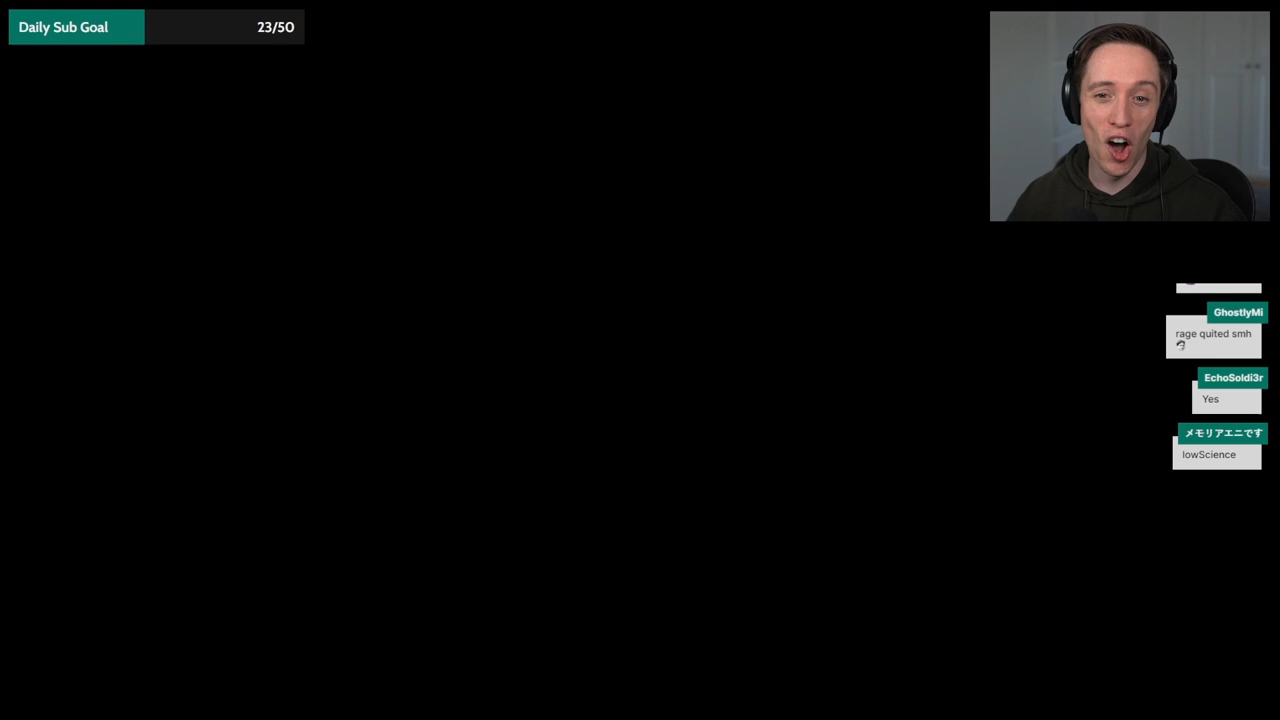 Daily Sub Goal 23/50
GhostlyMi
rage quited smh
EchoSoldi3r
Yes
メモリアエニです
lowScience